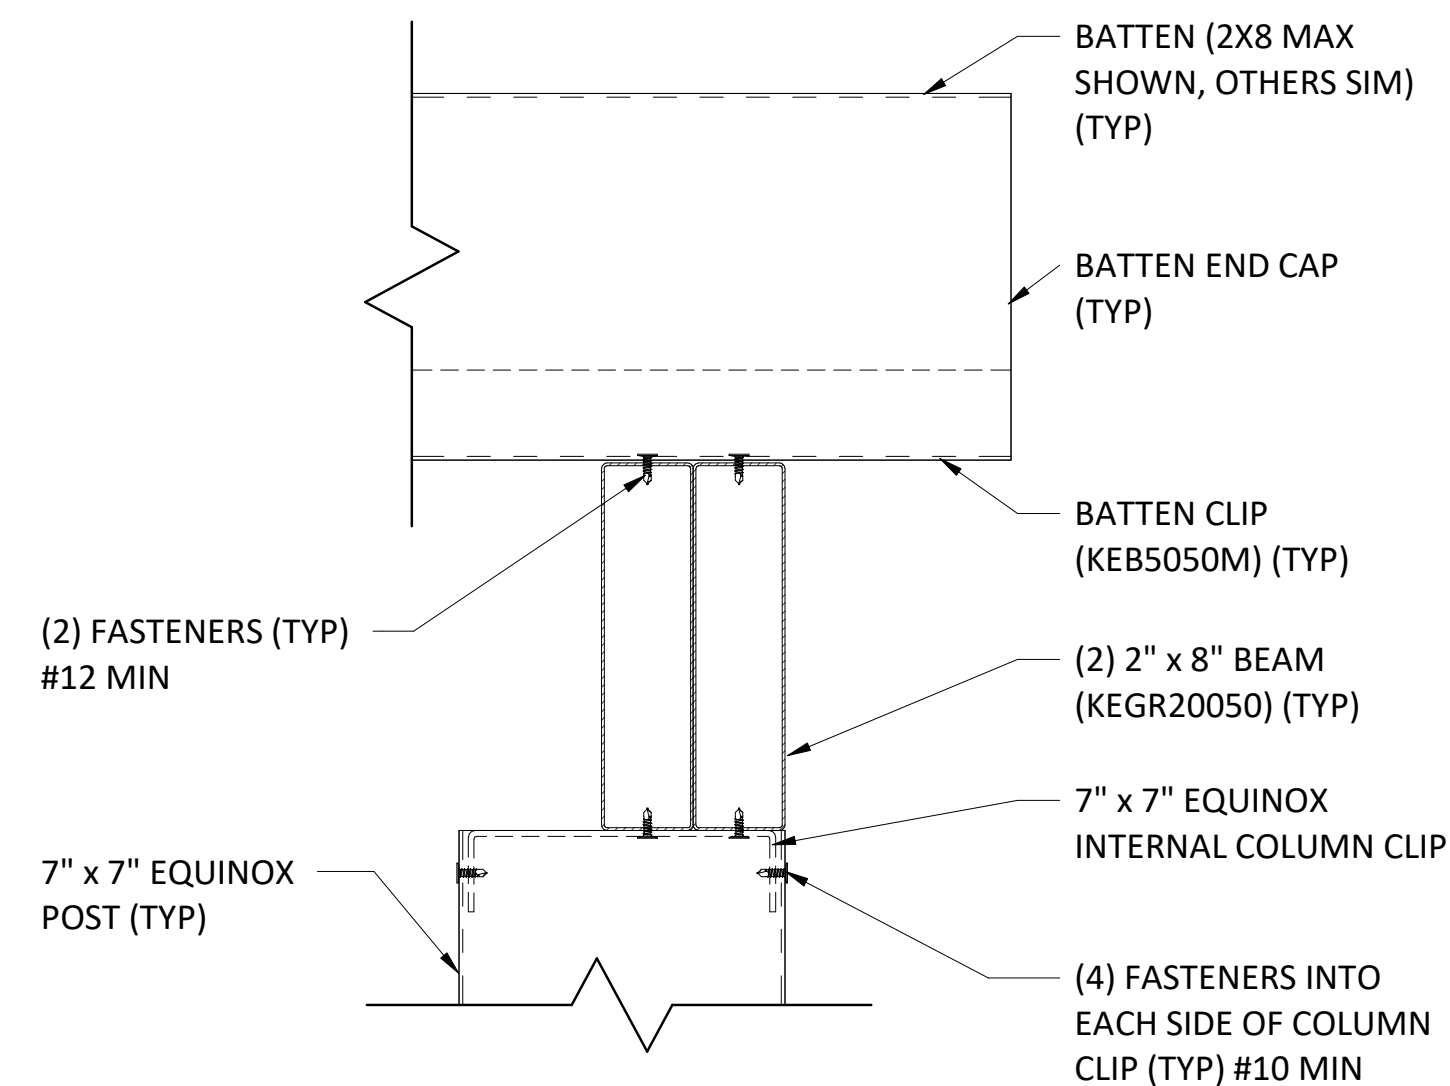 BATTEN (2X8 MAX
SHOWN, OTHERS SIM)
(TYP)
BATTEN END CAP
(TYP)
BATTEN CLIP
(KEB5050M) (TYP)
(2) FASTENERS (TYP)
#12 MIN
(2) 2" x 8" BEAM
(KEGR20050) (TYP)
7" x 7" EQUINOX
INTERNAL COLUMN CLIP
7" x 7" EQUINOX
POST (TYP)
(4) FASTENERS INTO
EACH SIDE OF COLUMN
CLIP (TYP) #10 MIN